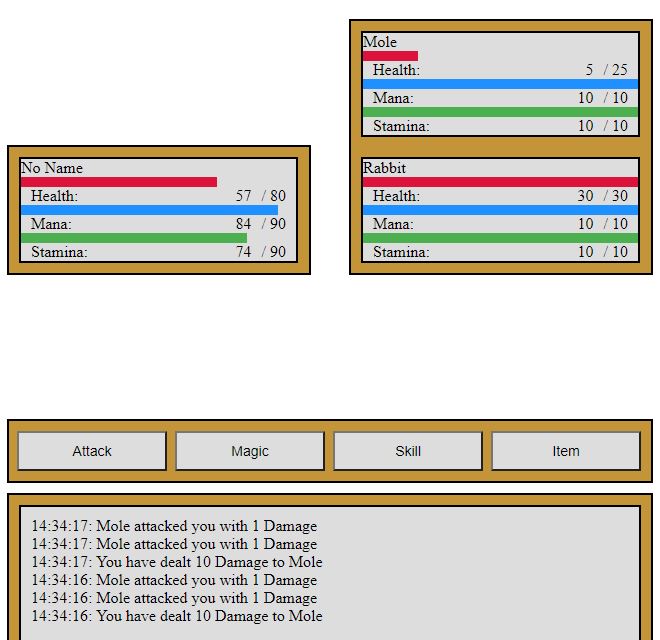 Mole
Health: 5 / 25
Mana: 10 / 10
Stamina: 10 / 10
No Name
Health: 57 / 80
Mana: 84 / 90
Stamina: 74 / 90
Rabbit
Health: 30 / 30
Mana: 10 / 10
Stamina: 10 / 10
Attack Magic Skill Item
14:34:17: Mole attacked you with 1 Damage
14:34:17: Mole attacked you with 1 Damage
14:34:17: You have dealt 10 Damage to Mole
14:34:16: Mole attacked you with 1 Damage
14:34:16: Mole attacked you with 1 Damage
14:34:16: You have dealt 10 Damage to Mole